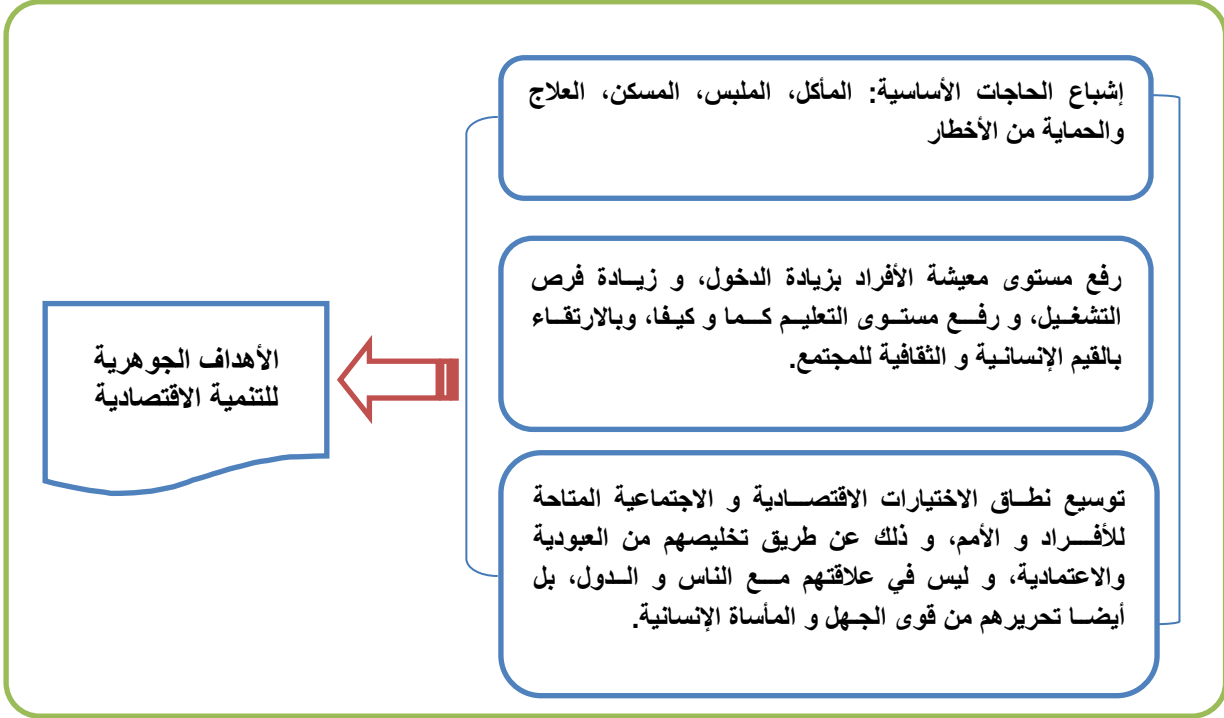 إشباع الحاجات الأساسية: المأكل، الملبس، المسكن، العلاج
والحماية من الأخطار
رفع مستوى معيشة الأفراد بزيادة الدخول، و زيادة فرص
التشغيل، و رفع مستوى التعليم كما و كيفا، وبالارتقاء
بالقيم الإنسانية و الثقافية للمجتمع.
الأهداف الجوهرية
للتنمية الاقتصادية
توسيع نطاق الاختيارات الاقتصادية و الاجتماعية المتاحة
للأفراد و الأمم، و ذلك عن طريق تخليصهم من العبودية
والاعتمادية، و ليس في علاقتهم مع الناس و الدول، بل
أيضا تحريرهم من قوى الجهل و المأساة الإنسانية.